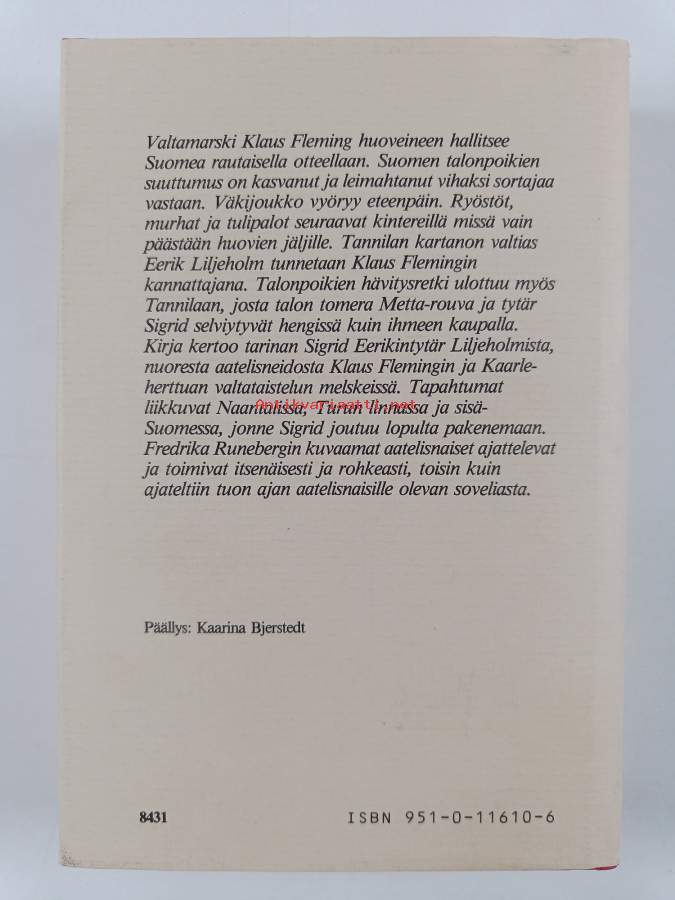 Valtamarski Klaus Fleming huoveineen hallitsee
Suomea rautaisella otteellaan. Suomen talonpoikien
suuttumus on kasvanut ja leimahtanut vihaksi sortajaa
vastaan. Väkijoukko vyöryy eteenpäin. Ryöstöt,
murhat ja tulipalot seuraavat kintereillä missä vain
päästään huovien jäljille. Tannilan kartanon valtias
Eerik Liljeholm tunnetaan Klaus Flemingin
kannattajana. Talonpoikien hävitysretki ulottuu myös
Tannilaan, josta talon tomera Metta-rouva ja tytär
Sigrid selviytyvät hengissä kuin ihmeen kaupalla.
Kirja kertoo tarinan Sigrid Eerikintytär Liljeholmista,
nuoresta aatelisneidosta Klaus Flemingin ja Kaarle-
herttuan valtataistelun melskeissä. Tapahtumat
liikkuvat Naantalissa, Turun linnassa ja sisä-
Antikvariaatti.net
Suomessa, jonne Sigrid joutuu lopulta pakenemaan.
Fredrika Runebergin kuvaamat aatelisnaiset ajattelevat
ja toimivat itsenäisesti ja rohkeasti, toisin kuin
ajateltiin tuon ajan aatelisnaisille olevan soveliasta.
Päällys: Kaarina Bjerstedt
8431 ISBN 951-0-11610-6